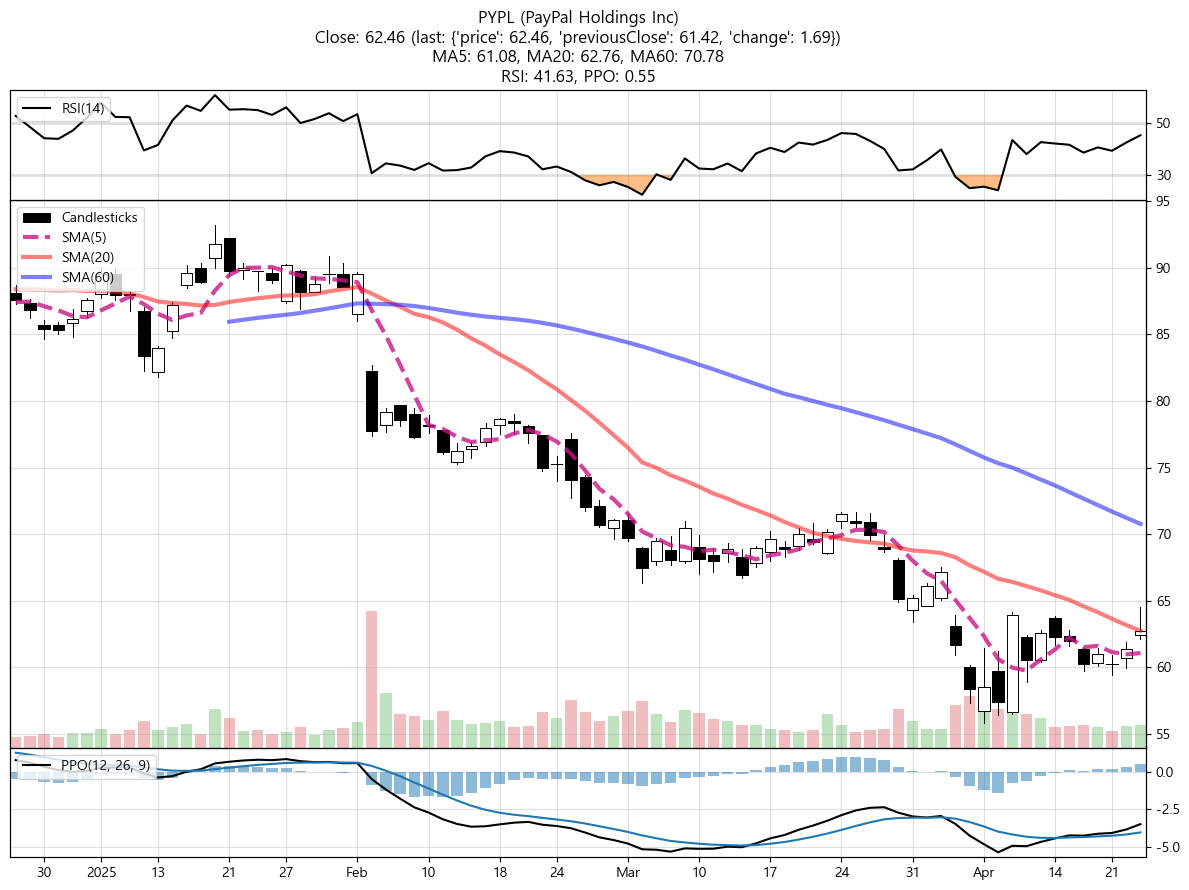 PYPL (PayPal Holdings Inc)
Close: 62.46 (last: {'price': 62.46, 'previousClose': 61.42, 'change': 1.69})
MA5: 61.08, MA20: 62.76, MA60: 70.78
RSI: 41.63, PPO: 0.55
RSI(14)
50
30
Candlesticks
SMA(5)
SMA(20)
SMA(60)
95
90
85
80
75
70
65
60
55
PPO(12, 26, 9)
0.0
-2.5
-5.0
30 2025 13 21 27 Feb 10 18 24 Mar 10 17 24 31 Apr 14 21